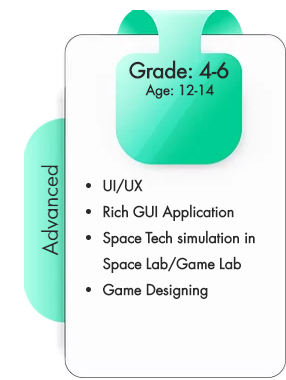 Grade: 4-6
Age: 12-14
Advanced
• UI/UX
• Rich GUI Application
• Space Tech simulation in
Space Lab/Game Lab
• Game Designing